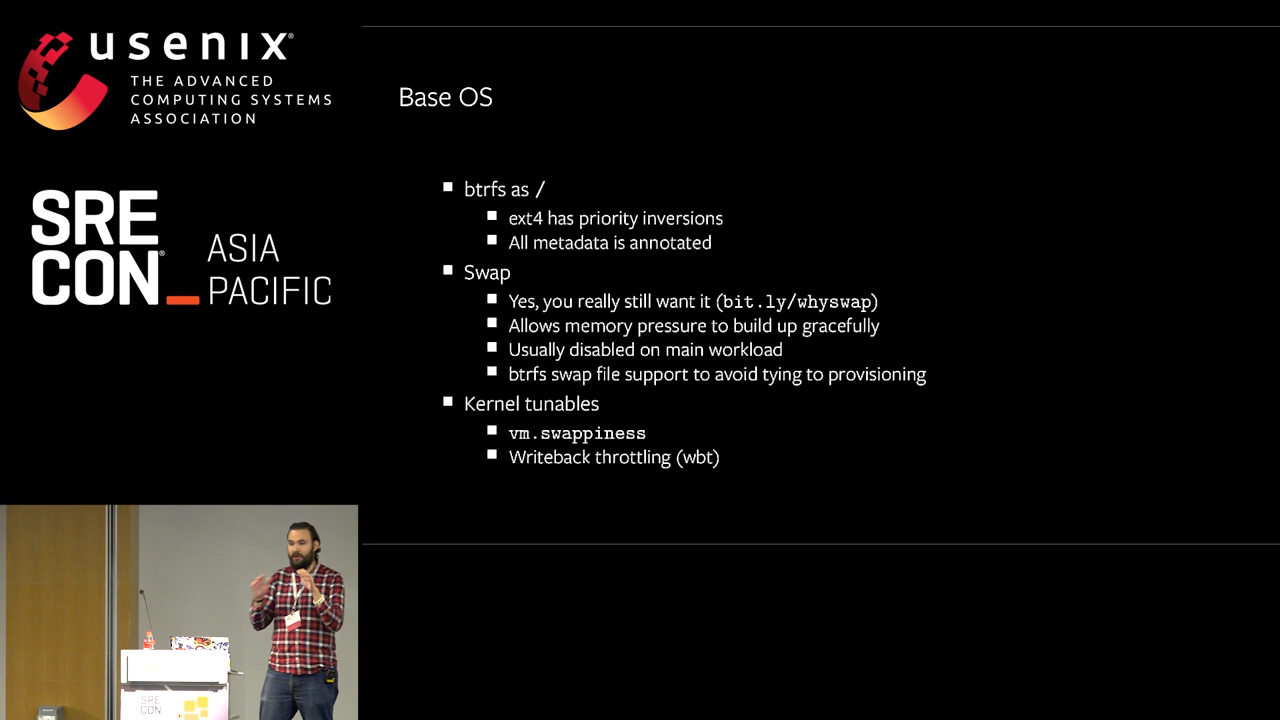 usenix®
THE ADVANCED
COMPUTING SYSTEMS
ASSOCIATION
SRE
CON®
ASIA
PACIFIC
Base OS
btrfs as /
ext4 has priority inversions
All metadata is annotated
Swap
Yes, you really still want it (bit.ly/whyswap)
Allows memory pressure to build up gracefully
Usually disabled on main workload
btrfs swap file support to avoid tying to provisioning
Kernel tunables
vm.swappiness
Writeback throttling (wbt)
SRE
CON